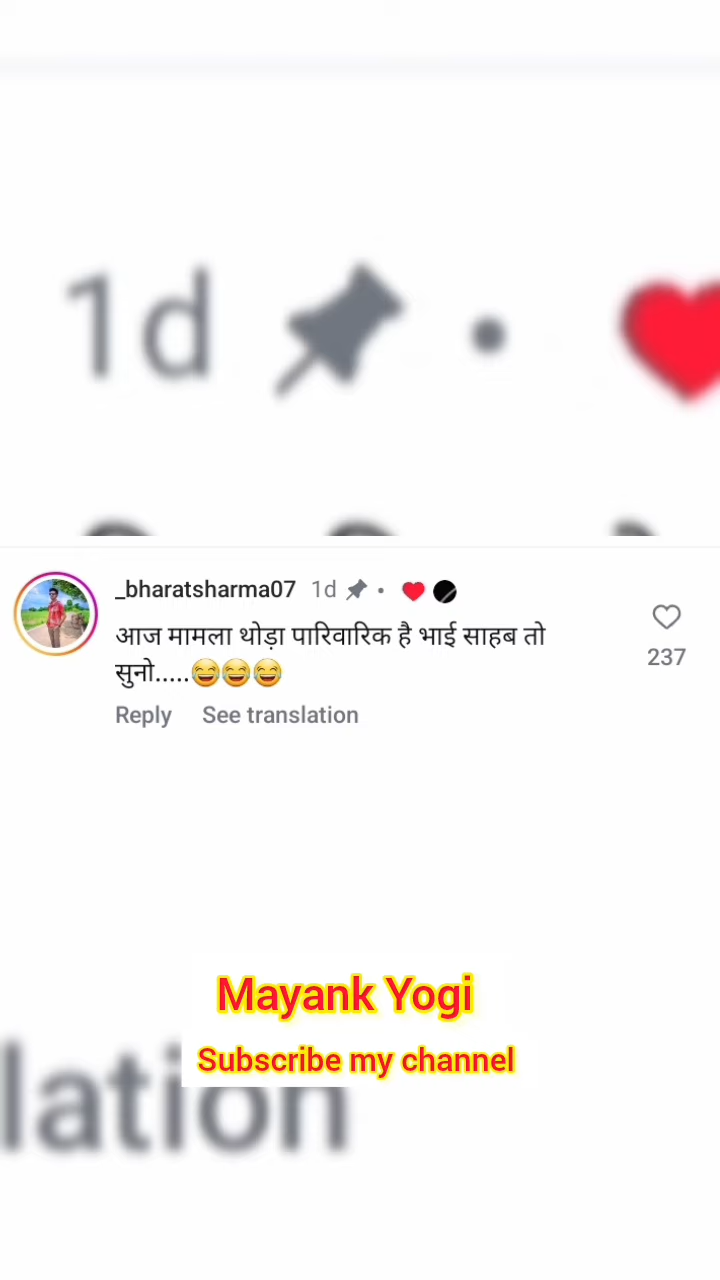 1d •
_bharatsharma07 1d •
आज मामला थोड़ा पारिवारिक है भाई साहब तो
सुनो.....😂😂😂
237
Reply See translation
Mayank Yogi
Subscribe my channel
lation